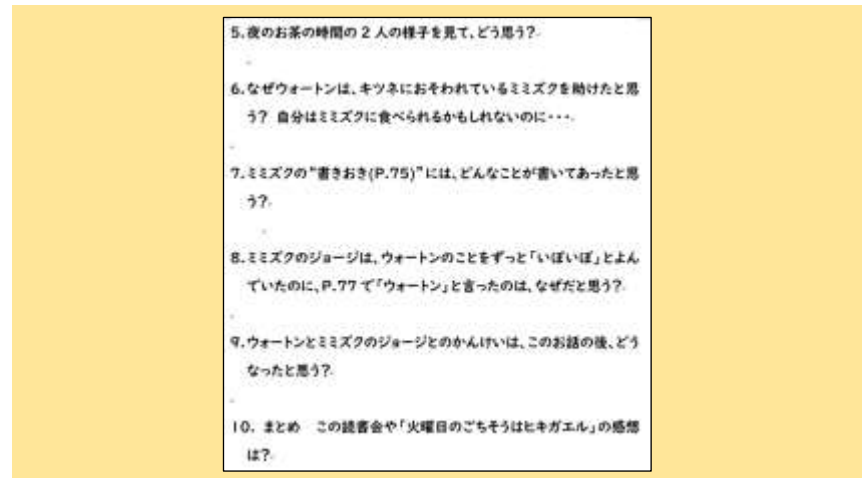 5.夜のお茶の時間の2人の様子を見て、どう思う?
6.なぜウォートンは、キツネにおそわれているミミズクを助けたと思
う? 自分はミミズクに食べられるかもしれないのに・・・
7.ミミズクの"書きおき(P.75)"には、どんなことが書いてあったと思
う?
8.ミミズクのジョージは、ウォートンのことをずっと「いぼいぼ」とよん
でいたのに、P.77で「ウォートン」と言ったのは、なぜだと思う?
9.ウォートンとミミズクのジョージとのかんけいは、このお話の後、どう
なったと思う?
10. まとめ この読書会や「火曜日のごちそうはヒキガエル」の感想
は?